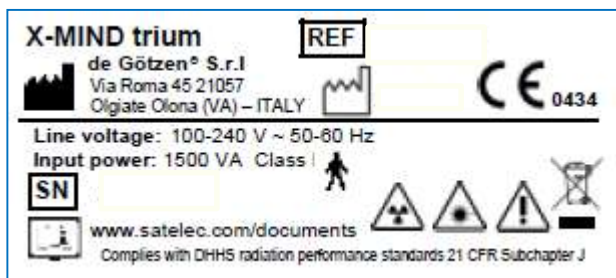 X-MIND trium REF
de Götzen® S.r.l
Via Roma 45 21057
Olgiate Olona (VA) – ITALY
CE 0434
Line voltage: 100-240 V ~ 50-60 Hz
Input power: 1500 VA Class I
SN
www.satelec.com/documents
Complies with DHHS radiation performance standards 21 CFR Subchapter J